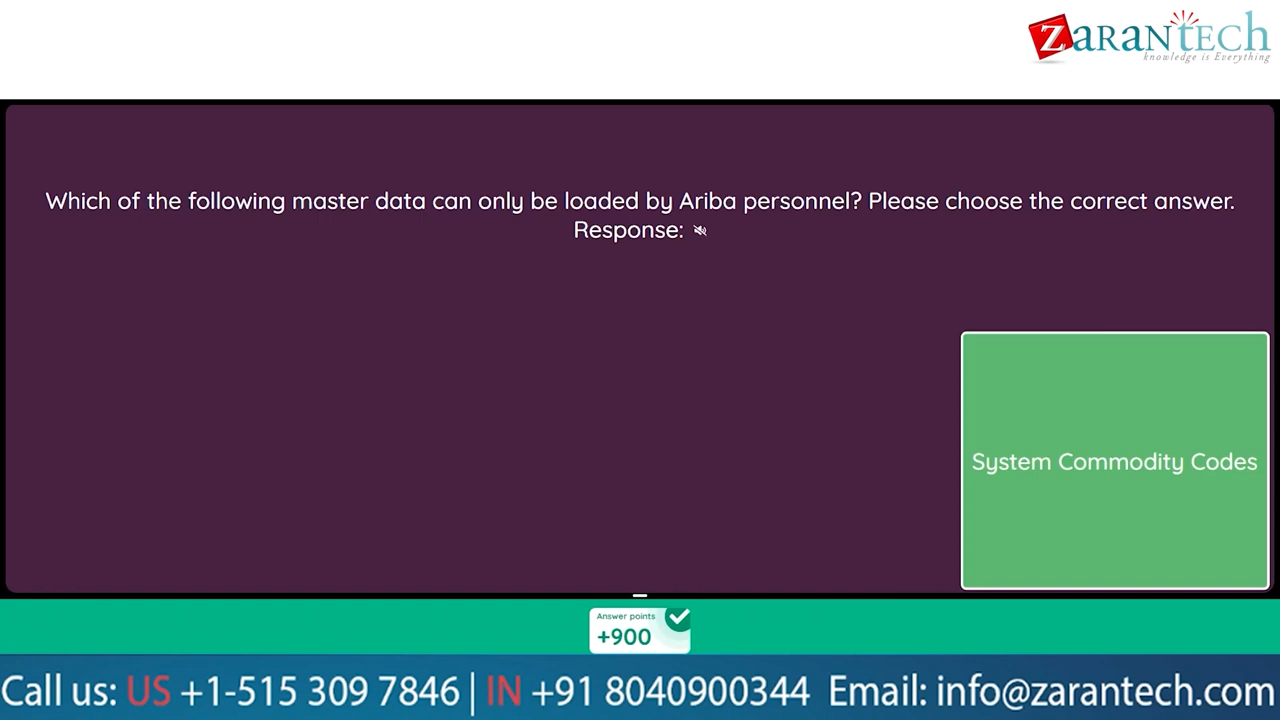 ZARANTECH
knowledge is Everything
Which of the following master data can only be loaded by Ariba personnel? Please choose the correct answer.
Response:
System Commodity Codes
Answer points
+900
Call us: US +1-515 309 7846 | IN +91 8040900344 Email: info@zarantech.com